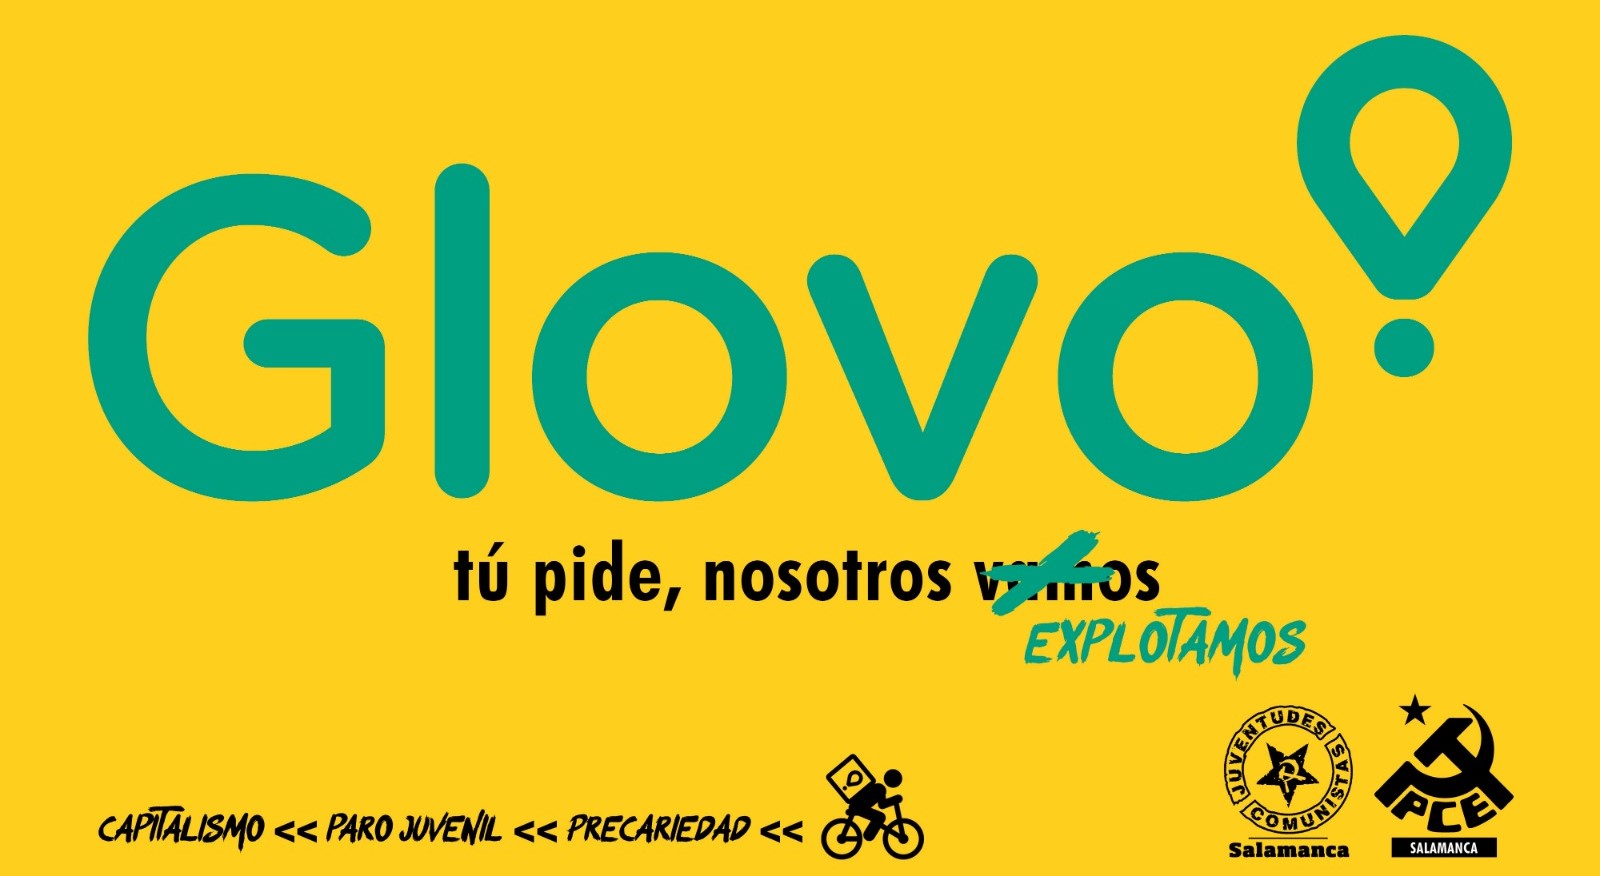 Glovo
tú pide, nosotros vamos
EXPLOTAMOS
CAPITALISMO << PARO JUVENIL << PRECARIEDAD <<
JUVENTUDES
COMUNISTAS
Salamanca
PCE
SALAMANCA